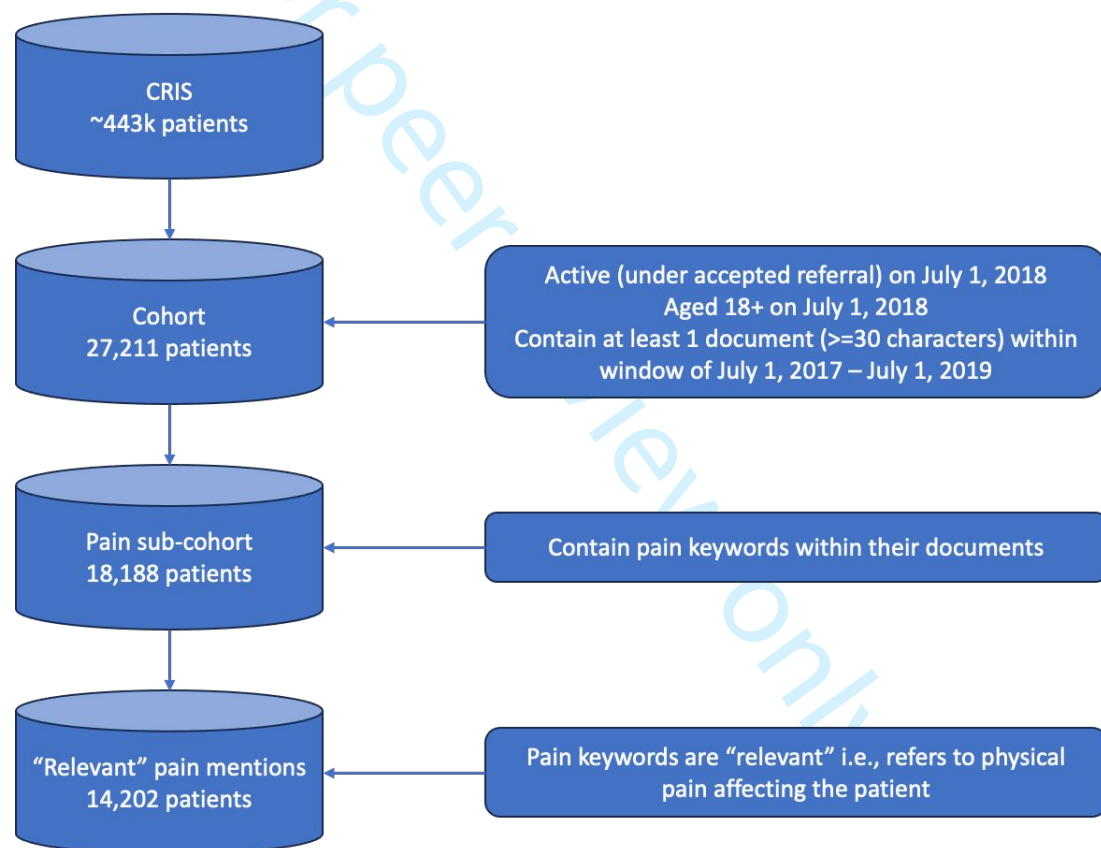 CRIS
~443k patients
Cohort
27,211 patients
Active (under accepted referral) on July 1, 2018
Aged 18+ on July 1, 2018
Contain at least 1 document (>=30 characters) within
window of July 1, 2017 – July 1, 2019
Pain sub-cohort
18,188 patients
Contain pain keywords within their documents
“Relevant” pain mentions
14,202 patients
Pain keywords are “relevant” i.e., refers to physical
pain affecting the patient
r peer view only